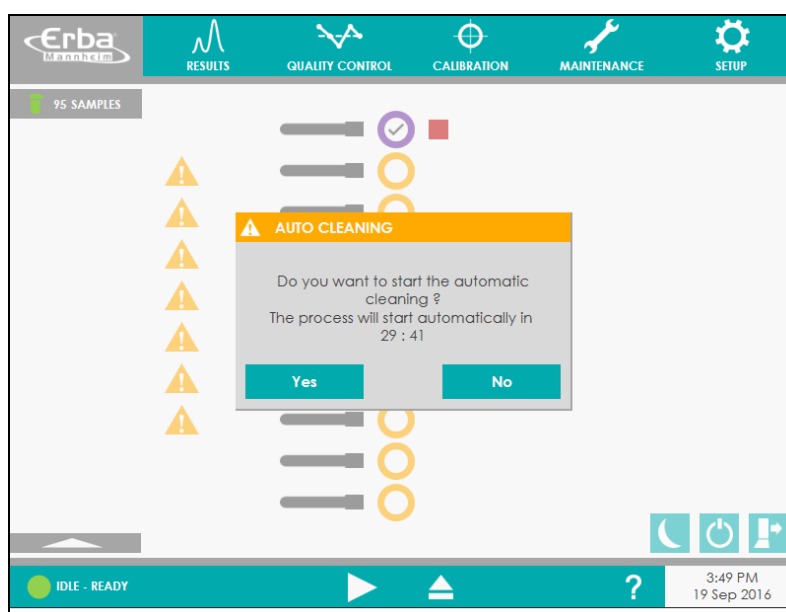 Erba
Mannheim
RESULTS
QUALITY CONTROL
CALIBRATION
MAINTENANCE
SETUP
95 SAMPLES
AUTO CLEANING
Do you want to start the automatic
cleaning ?
The process will start automatically in
29 : 41
Yes
No
IDLE - READY
?
3:49 PM
19 Sep 2016